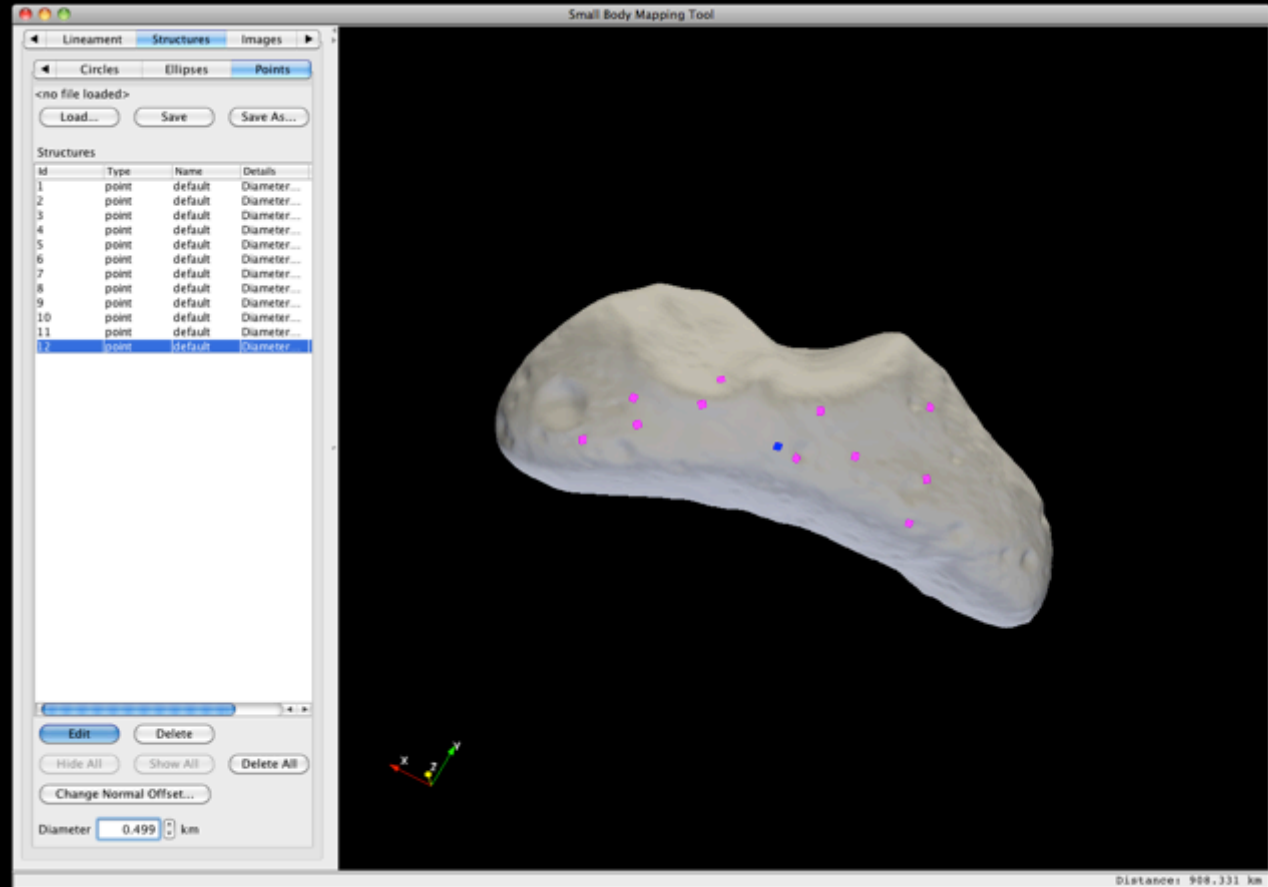 Small Body Mapping Tool
Lineament Structures Images
Circles Ellipses Points
<no file loaded>
Load... Save Save As...
Structures
Id Type Name Details
1 point default Diameter...
2 point default Diameter...
3 point default Diameter...
4 point default Diameter...
5 point default Diameter...
6 point default Diameter...
7 point default Diameter...
8 point default Diameter...
9 point default Diameter...
10 point default Diameter...
11 point default Diameter...
12 point default Diameter...
Edit Delete
Hide All Show All Delete All
Change Normal Offset...
Diameter 0.499 km
X Z Y
Distance: 908.331 km